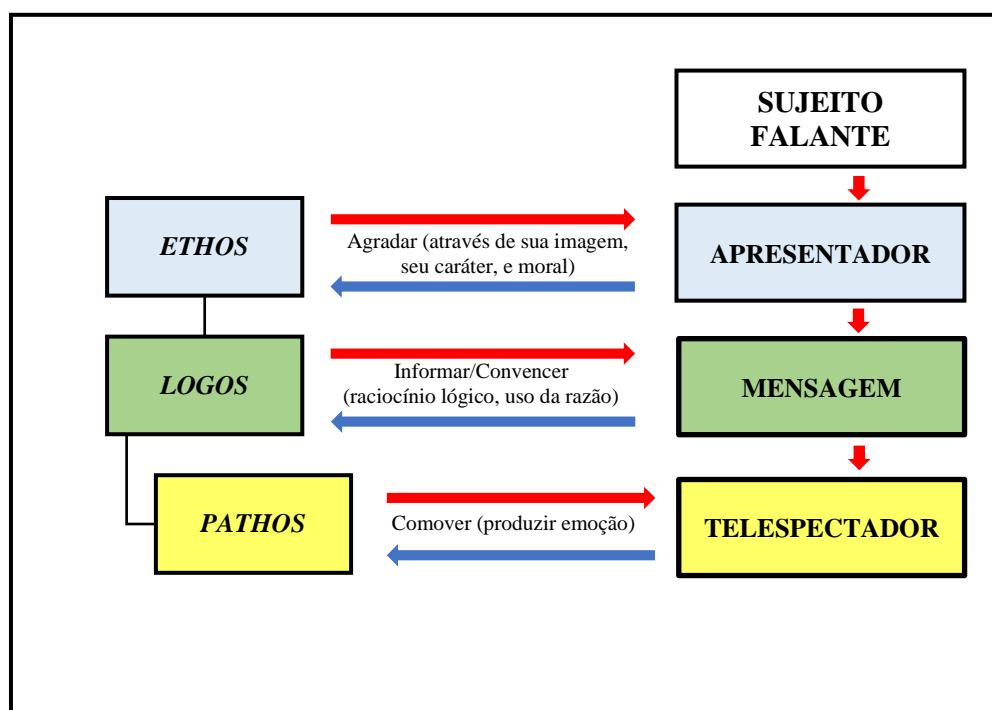 SUJEITO
FALANTE
ETHOS
Agradar (através de sua imagem,
seu caráter, e moral)
APRESENTADOR
LOGOS
Informar/Convencer
(raciocínio lógico, uso da razão)
MENSAGEM
PATHOS
Comover (produzir emoção)
TELESPECTADOR